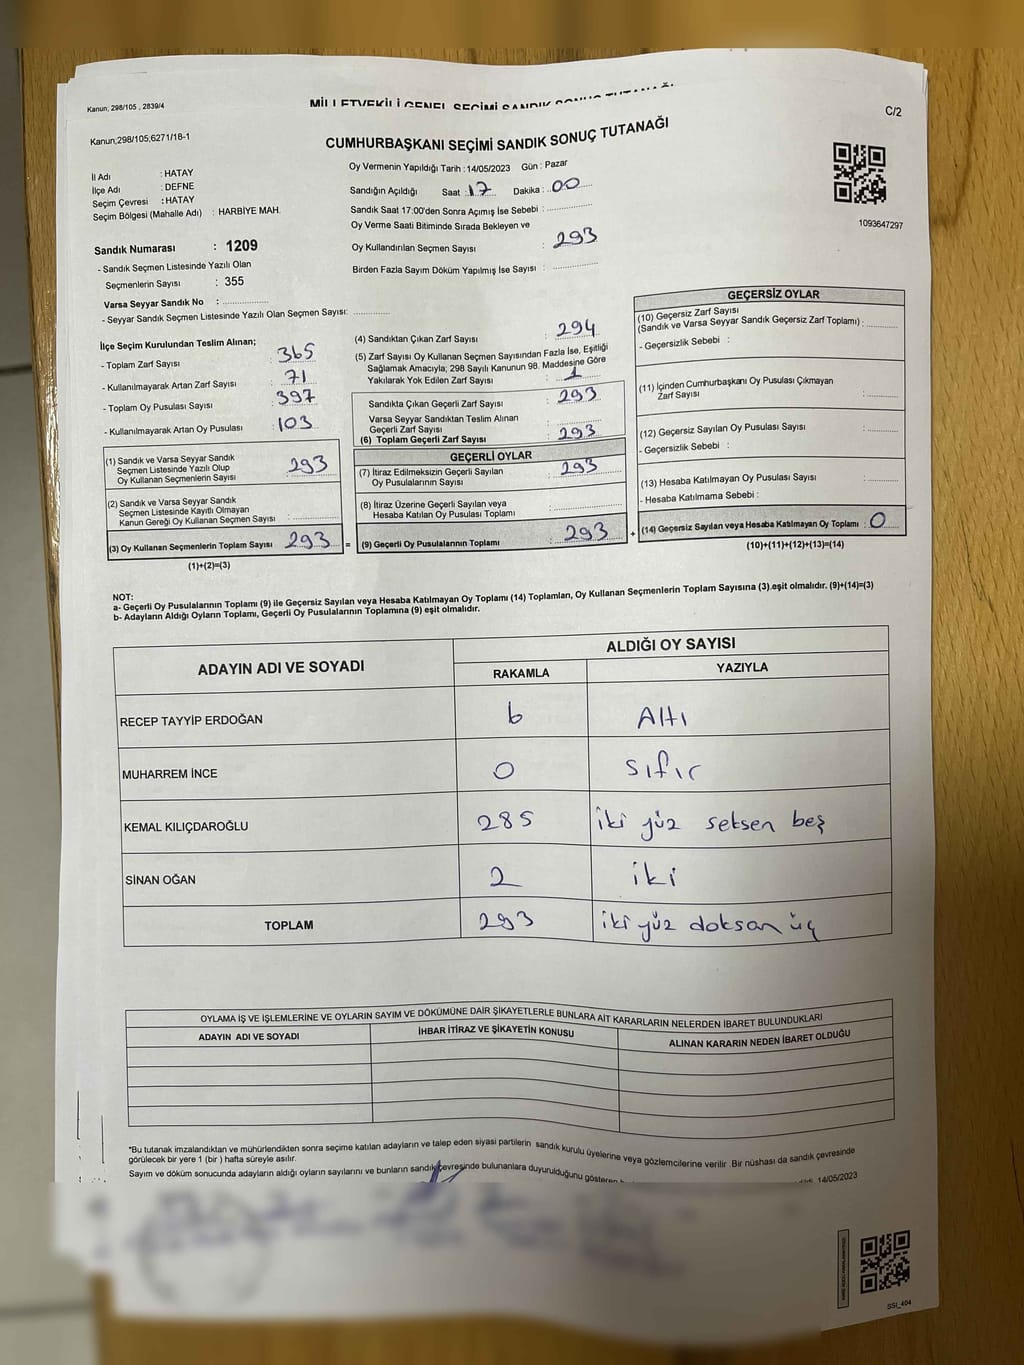 Kanun, 298/105 , 2839/4
MİLLETVEKİLİ GENEL SEÇİMİ SANDIK SONUÇ TUTANAĞI
C/2
Kanun,298/105,6271/18-1
CUMHURBAŞKANI SEÇİMİ SANDIK SONUÇ TUTANAĞI
İl Adı : HATAY
İlçe Adı : DEFNE
Seçim Çevresi : HATAY
Seçim Bölgesi (Mahalle Adı) : HARBİYE MAH.
Oy Vermenin Yapıldığı Tarih : 14/05/2023 Gün : Pazar
Sandığın Açıldığı Saat : 17 Dakika : 00
Sandık Saat 17:00'den Sonra Açımış İse Sebebi :
Oy Verme Saati Bitiminde Sırada Bekleyen ve
Oy Kullandırılan Seçmen Sayısı : 293
Birden Fazla Sayım Döküm Yapılmış İse Sayısı :
1093647297
Sandık Numarası : 1209
- Sandık Seçmen Listesinde Yazılı Olan
Seçmenlerin Sayısı : 355
Varsa Seyyar Sandık No :
- Seyyar Sandık Seçmen Listesinde Yazılı Olan Seçmen Sayısı:
İlçe Seçim Kurulundan Teslim Alınan;
- Toplam Zarf Sayısı : 365
- Kullanılmayarak Artan Zarf Sayısı : 71
- Toplam Oy Pusulası Sayısı : 397
- Kullanılmayarak Artan Oy Pusulası : 103
(1) Sandık ve Varsa Seyyar Sandık
Seçmen Listesinde Yazılı Olup
Oy Kullanan Seçmenlerin Sayısı : 293
(2) Sandık ve Varsa Seyyar Sandık
Seçmen Listesinde Kayıtlı Olmayan
Kanun Gereği Oy Kullanan Seçmen Sayısı :
(3) Oy Kullanan Seçmenlerin Toplam Sayısı 293 =
(1)+(2)=(3)
(4) Sandıktan Çıkan Zarf Sayısı : 294
(5) Zarf Sayısı Oy Kullanan Seçmen Sayısından Fazla İse, Eşitliği
Sağlamak Amacıyla; 298 Sayılı Kanunun 98. Maddesine Göre
Yakılarak Yok Edilen Zarf Sayısı : 1
Sandıkta Çıkan Geçerli Zarf Sayısı : 293
Varsa Seyyar Sandıktan Teslim Alınan
Geçerli Zarf Sayısı :
(6) Toplam Geçerli Zarf Sayısı : 293
GEÇERLİ OYLAR
(7) İtiraz Edilmeksizin Geçerli Sayılan
Oy Pusulalarının Sayısı : 293
(8) İtiraz Üzerine Geçerli Sayılan veya
Hesaba Katılan Oy Pusulası Toplamı :
(9) Geçerli Oy Pusulalarının Toplamı : 293 +
GEÇERSİZ OYLAR
(10) Geçersiz Zarf Sayısı
(Sandık ve Varsa Seyyar Sandık Geçersiz Zarf Toplamı) :
- Geçersizlik Sebebi :
(11) İçinden Cumhurbaşkanı Oy Pusulası Çıkmayan
Zarf Sayısı :
(12) Geçersiz Sayılan Oy Pusulası Sayısı :
- Geçersizlik Sebebi :
(13) Hesaba Katılmayan Oy Pusulası Sayısı :
- Hesaba Katılmama Sebebi :
(14) Geçersiz Sayılan veya Hesaba Katılmayan Oy Toplamı : 0
(10)+(11)+(12)+(13)=(14)
NOT:
a- Geçerli Oy Pusulalarının Toplamı (9) ile Geçersiz Sayılan veya Hesaba Katılmayan Oy Toplamı (14) Toplamları, Oy Kullanan Seçmenlerin Toplam Sayısına (3).eşit olmalıdır. (9)+(14)=(3)
b- Adayların Aldığı Oyların Toplamı, Geçerli Oy Pusulalarının Toplamına (9) eşit olmalıdır.
ADAYIN ADI VE SOYADI ALDIĞI OY SAYISI
RAKAMLA YAZIYLA
RECEP TAYYİP ERDOĞAN 6 Altı
MUHARREM İNCE 0 sıfır
KEMAL KILIÇDAROĞLU 285 iki yüz seksen beş
SİNAN OĞAN 2 iki
TOPLAM 293 iki yüz doksan üç
OYLAMA İŞ VE İŞLEMLERİNE VE OYLARIN SAYIM VE DÖKÜMÜNE DAİR ŞİKAYETLERLE BUNLARA AİT KARARLARIN NELERDEN İBARET BULUNDUKLARI
ADAYIN ADI VE SOYADI İHBAR İTİRAZ VE ŞİKAYETİN KONUSU ALINAN KARARIN NEDEN İBARET OLDUĞU
*Bu tutanak imzalandıktan ve mühürlendikten sonra seçime katılan adayların ve talep eden siyasi partilerin sandık kurulu üyelerine veya gözlemcilerine verilir .Bir nüshası da sandık çevresinde
görülecek bir yere 1 (bir ) hafta süreyle asılır.
Sayım ve döküm sonucunda adayların aldığı oyların sayılarını ve bunların sandık çevresinde bulunanlara duyurulduğunu gösteren
14/05/2023
SSI_404